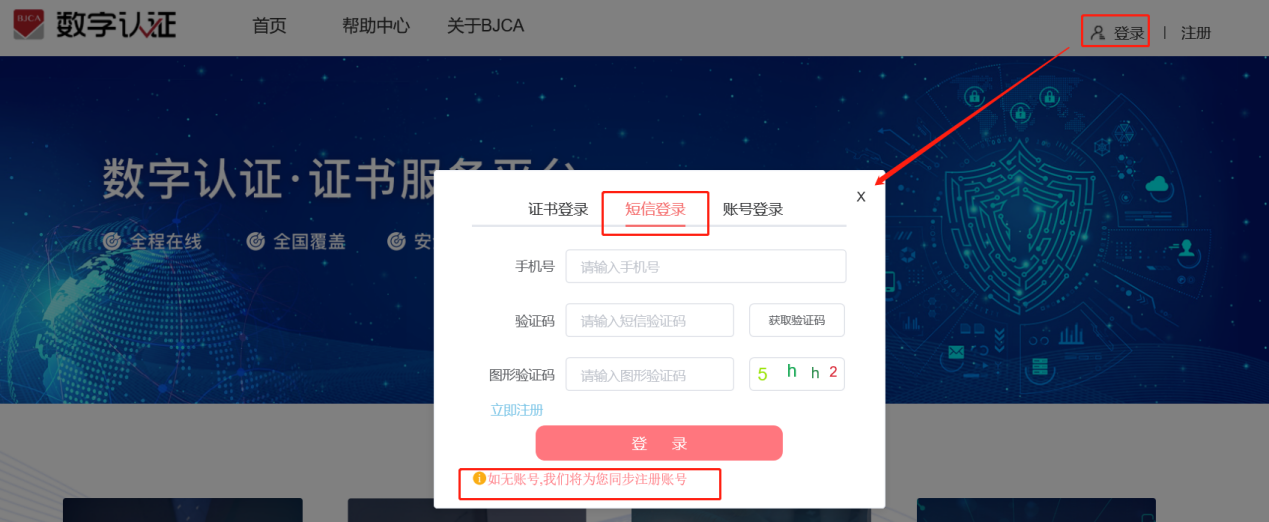 BJCA 数字认证 首页 帮助中心 关于BJCA 登录 | 注册
数字认证·证书服务平台
全程在线 全国覆盖 安
X
证书登录 短信登录 账号登录
手机号 请输入手机号
验证码 请输入短信验证码 获取验证码
图形验证码 请输入图形验证码 5hh2
立即注册
登 录
如无账号,我们将为您同步注册账号